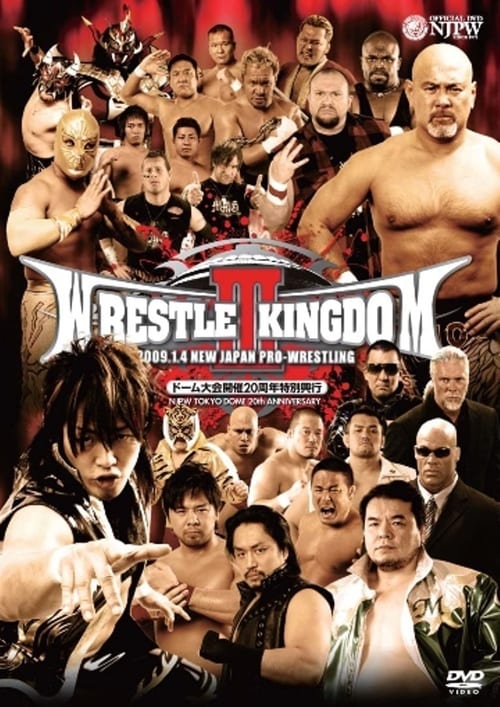 OFFICIAL DVD
NJPW
WRESTLE KINGDOM III
2009.1.4 NEW JAPAN PRO-WRESTLING
ドーム大会開催20周年特別興行
NJPW TOKYO DOME 20th ANNIVERSARY
DVD
VIDEO